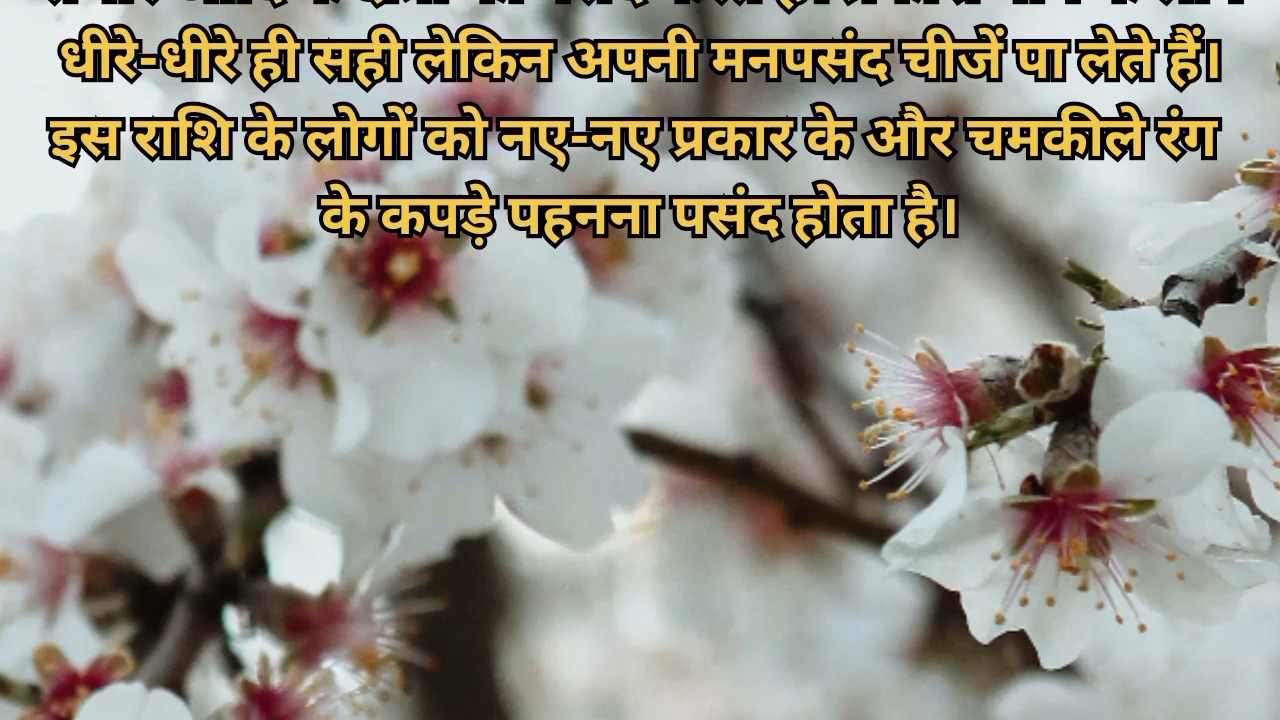 धीरे-धीरे ही सही लेकिन अपनी मनपसंद चीजें पा लेते हैं।
इस राशि के लोगों को नए-नए प्रकार के और चमकीले रंग
के कपड़े पहनना पसंद होता है।